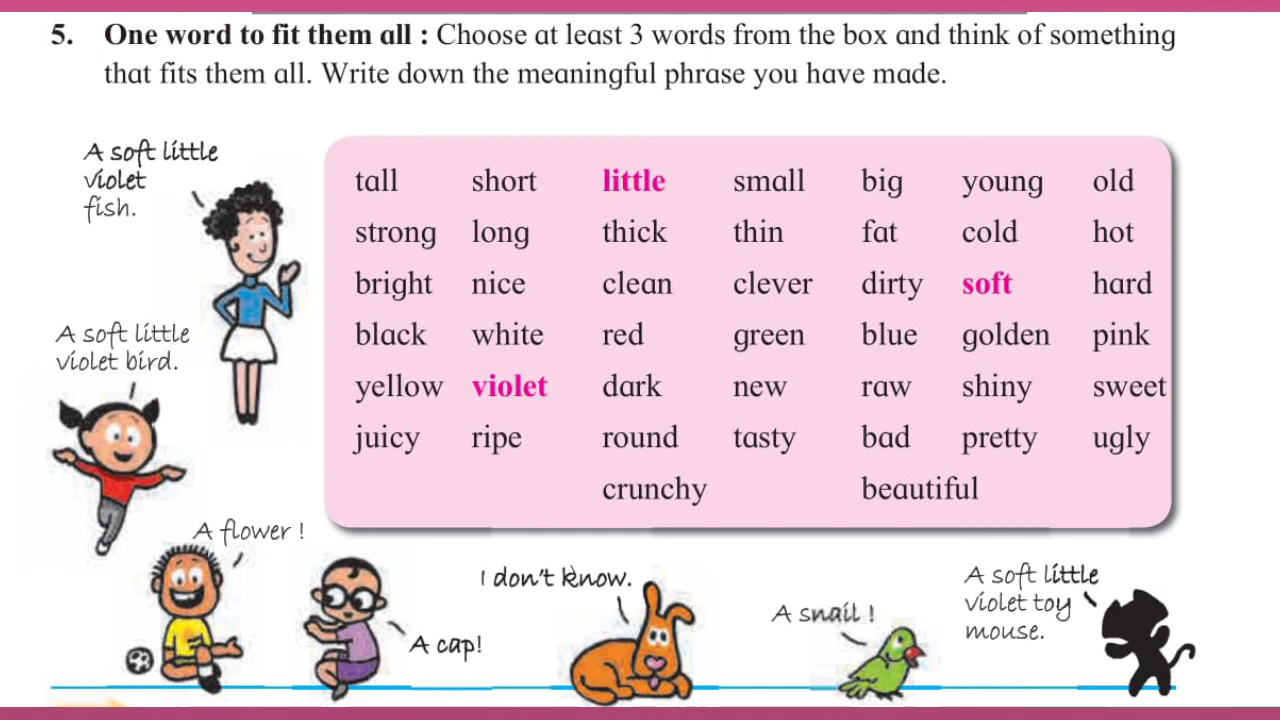 5. One word to fit them all : Choose at least 3 words from the box and think of something
that fits them all. Write down the meaningful phrase you have made.
A soft little
violet
fish.
tall short little small big young old
strong long thick thin fat cold hot
bright nice clean clever dirty soft hard
black white red green blue golden pink
yellow violet dark new raw shiny sweet
juicy ripe round tasty bad pretty ugly
crunchy beautiful
A soft little
violet bird.
A flower !
A cap!
I don't know.
A snail !
A soft little
violet toy
mouse.